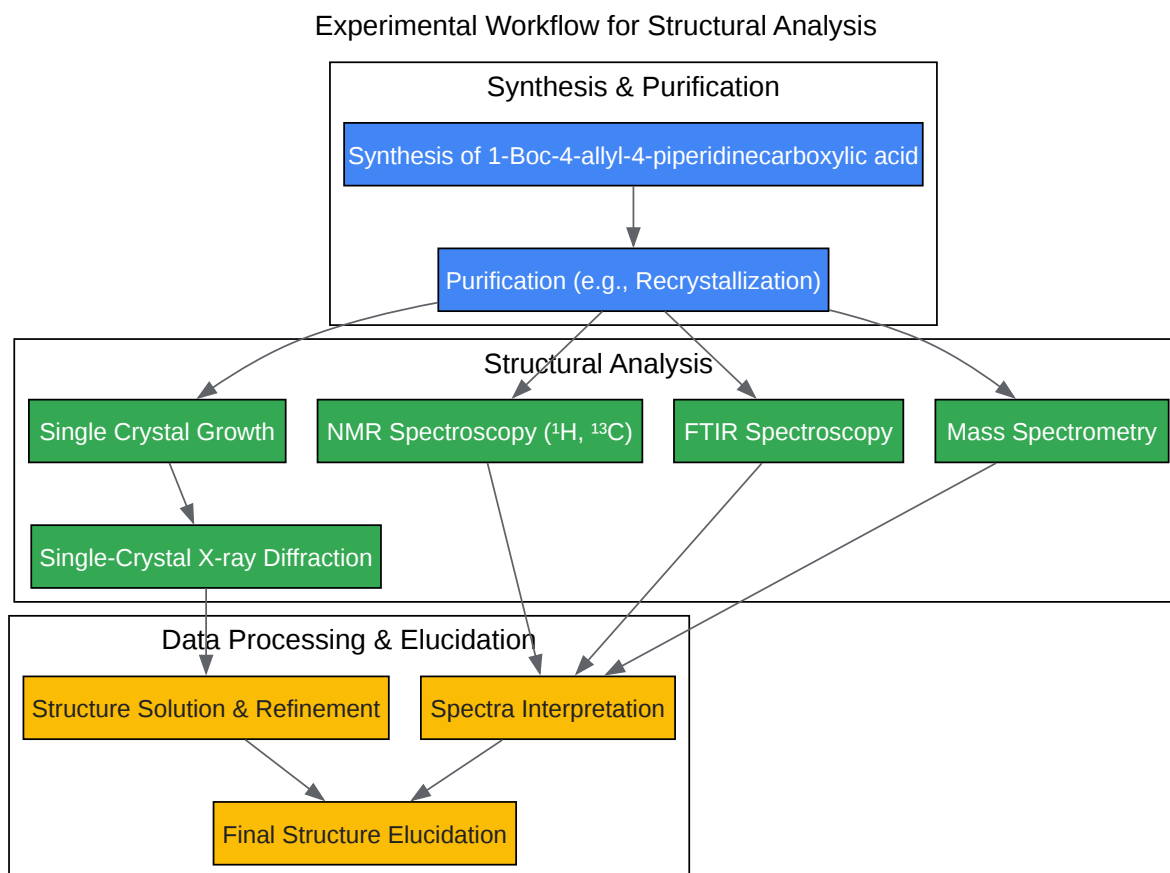 Experimental Workflow for Structural Analysis
Synthesis & Purification
Synthesis of 1-Boc-4-allyl-4-piperidinecarboxylic acid
Purification (e.g., Recrystallization)
Structural Analysis
Single Crystal Growth
NMR Spectroscopy (¹H, ¹³C)
FTIR Spectroscopy
Mass Spectrometry
Single-Crystal X-ray Diffraction
Data Processing & Elucidation
Structure Solution & Refinement
Spectra Interpretation
Final Structure Elucidation